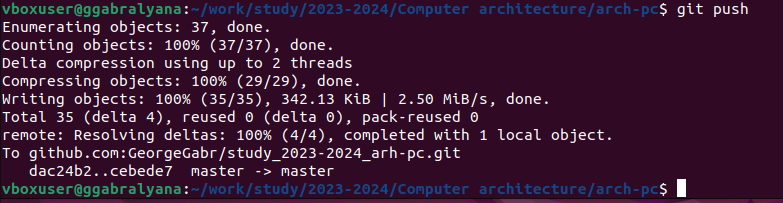 vboxuser@ggabralyana:~/work/study/2023-2024/Computer architecture/arch-pc$ git push
Enumerating objects: 37, done.
Counting objects: 100% (37/37), done.
Delta compression using up to 2 threads
Compressing objects: 100% (29/29), done.
Writing objects: 100% (35/35), 342.13 KiB | 2.50 MiB/s, done.
Total 35 (delta 4), reused 0 (delta 0), pack-reused 0
remote: Resolving deltas: 100% (4/4), completed with 1 local object.
To github.com:GeorgeGabr/study_2023-2024_arh-pc.git
   dac24b2..cebede7  master -> master
vboxuser@ggabralyana:~/work/study/2023-2024/Computer architecture/arch-pc$